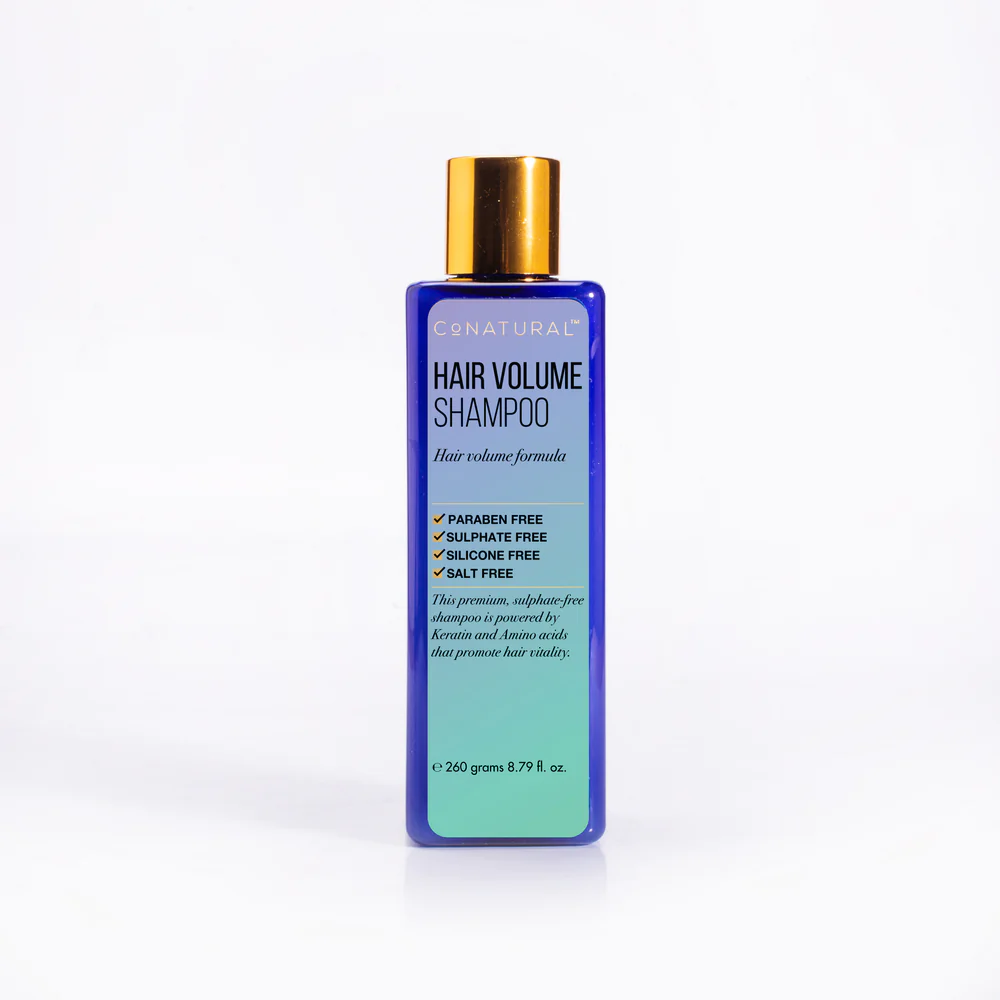 CoNATURAL™
HAIR VOLUME
SHAMPOO
Hair volume formula
PARABEN FREE
SULPHATE FREE
SILICONE FREE
SALT FREE
This premium, sulphate-free
shampoo is powered by
Keratin and Amino acids
that promote hair vitality.
℮ 260 grams 8.79 fl. oz.